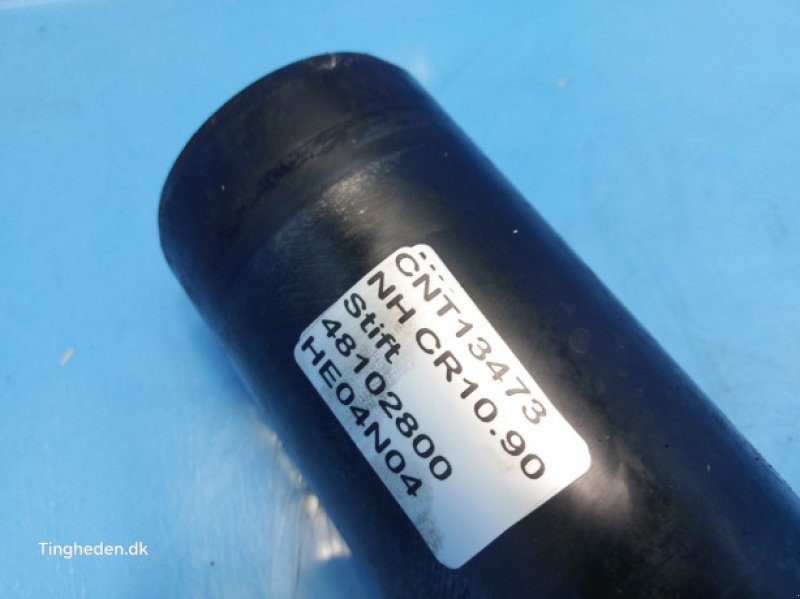 CNT13473
NH CR10.90
Stift
48102800
HE04N04
Tingheden.dk